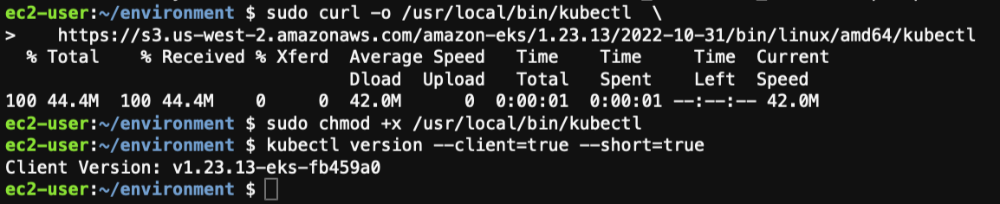 ec2-user:~/environment $ sudo curl -o /usr/local/bin/kubectl  \
>    https://s3.us-west-2.amazonaws.com/amazon-eks/1.23.13/2022-10-31/bin/linux/amd64/kubectl
  % Total    % Received % Xferd  Average Speed   Time    Time     Time  Current
                                 Dload  Upload   Total   Spent    Left  Speed
100 44.4M  100 44.4M    0     0  42.0M      0  0:00:01  0:00:01 --:--:-- 42.0M
ec2-user:~/environment $ sudo chmod +x /usr/local/bin/kubectl
ec2-user:~/environment $ kubectl version --client=true --short=true
Client Version: v1.23.13-eks-fb459a0
ec2-user:~/environment $